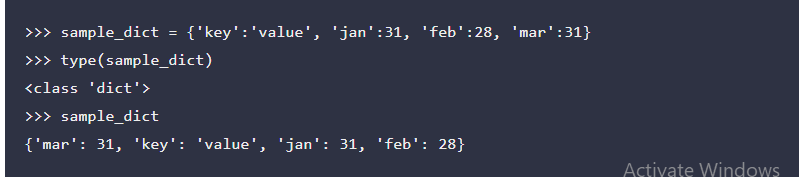 >>> sample_dict = {'key':'value', 'jan':31, 'feb':28, 'mar':31}
>>> type(sample_dict)
<class 'dict'>
>>> sample_dict
{'mar': 31, 'key': 'value', 'jan': 31, 'feb': 28}
Activate Windows